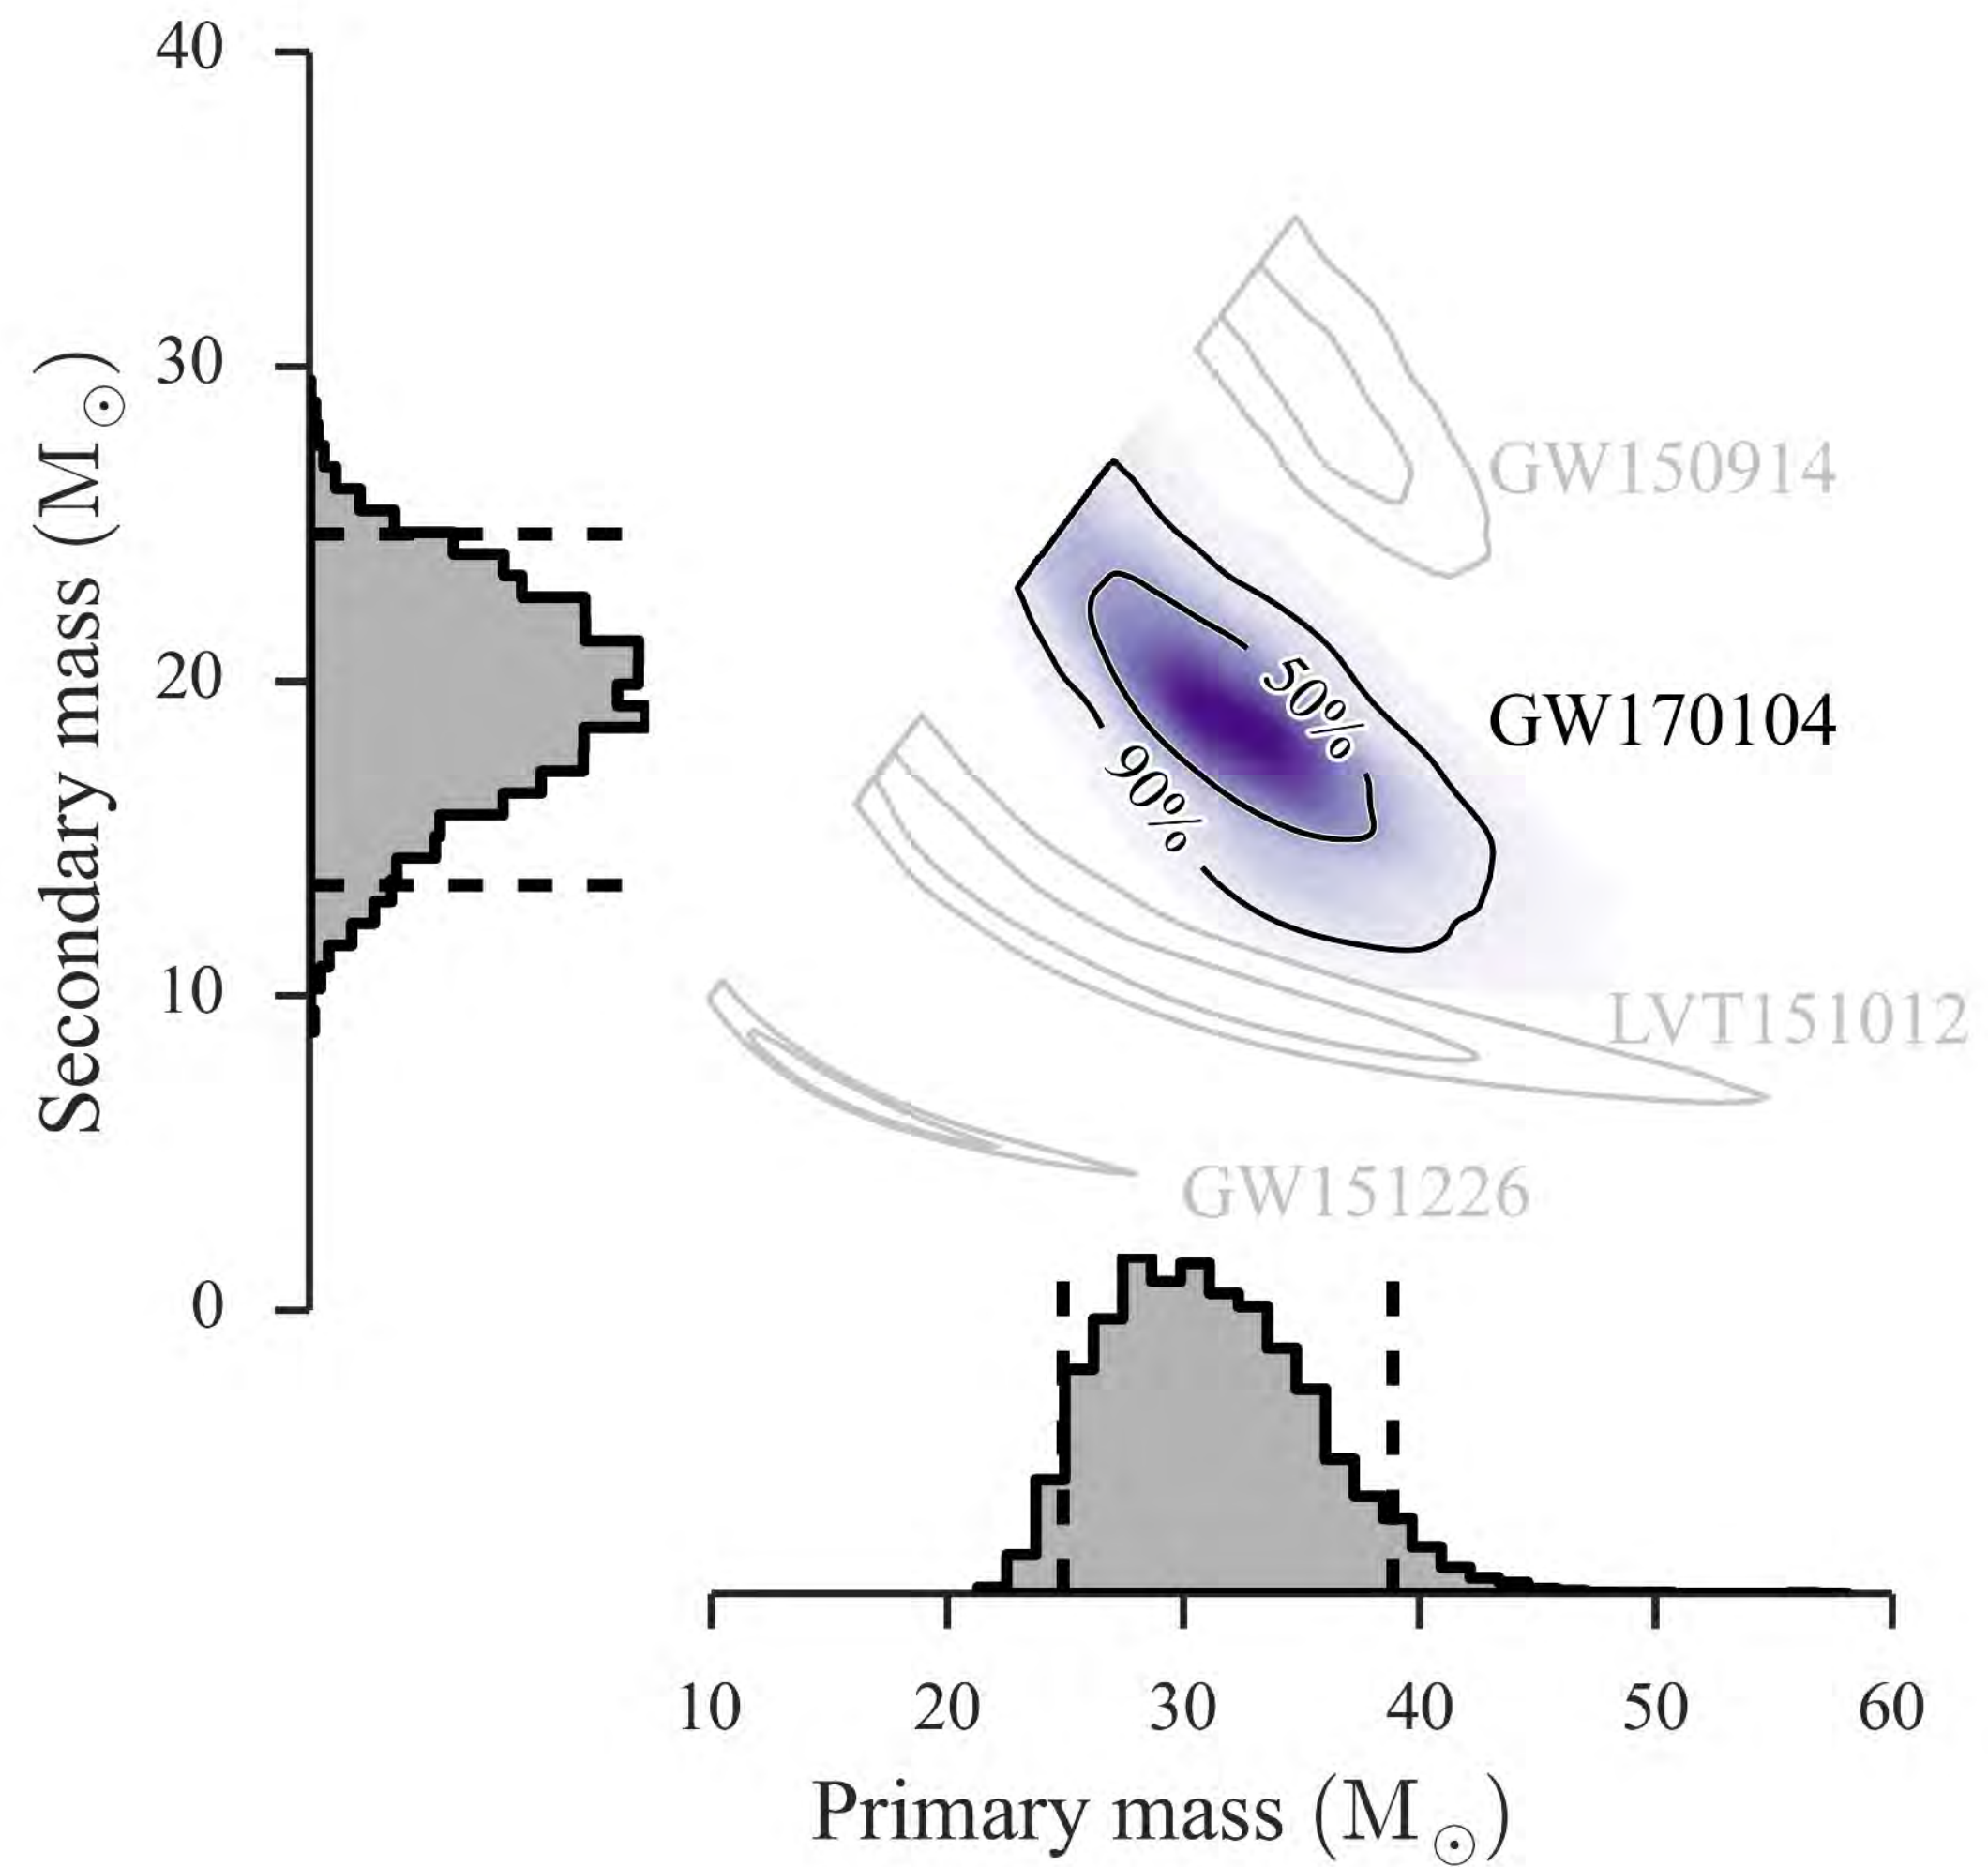 40
30
20
10
0
Secondary mass (M⊙)
GW150914
50%
GW170104
90%
LVT151012
GW151226
10 20 30 40 50 60
Primary mass (M⊙)